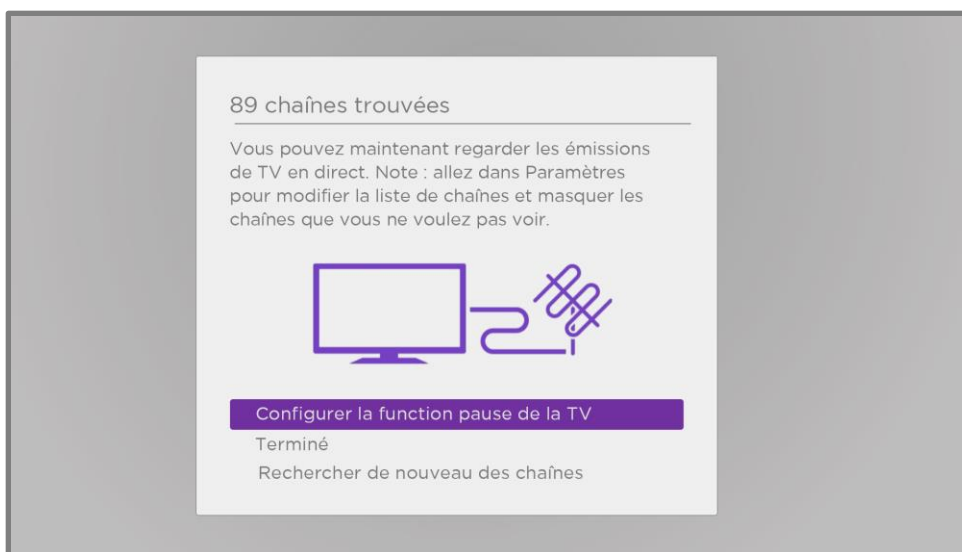 89 chaînes trouvées
Vous pouvez maintenant regarder les émissions
de TV en direct. Note : allez dans Paramètres
pour modifier la liste de chaînes et masquer les
chaînes que vous ne voulez pas voir.
Configurer la function pause de la TV
Terminé
Rechercher de nouveau des chaînes